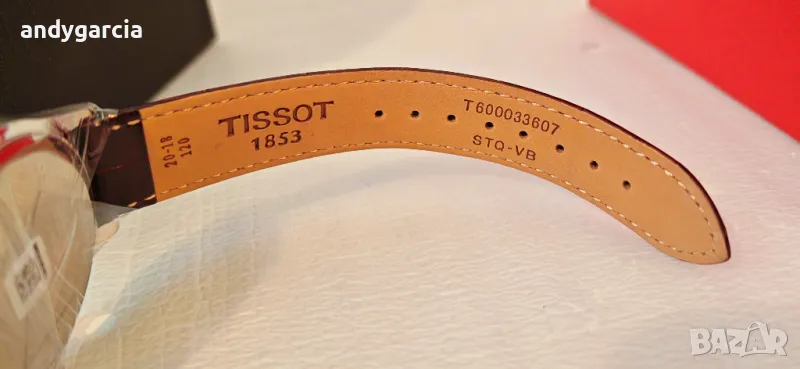 andygarcia
TISSOT
1853
20-18
120
T600033607
STQ-VB
BAZAR